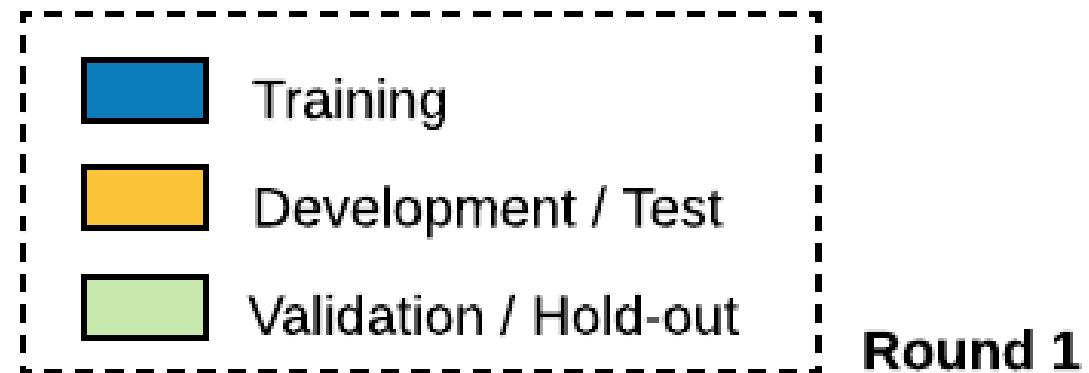 Training
Development / Test
Validation / Hold-out
Round 1